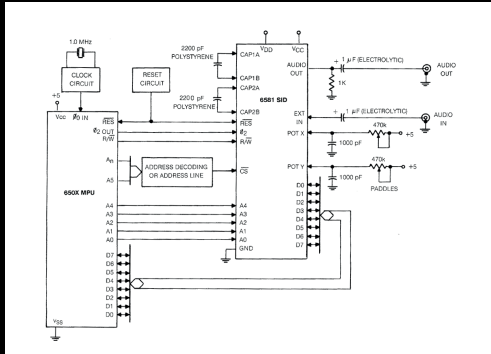 1.0 MHz
CLOCK
CIRCUIT
RESET
CIRCUIT
2200 pF
POLYSTYRENE
2200 pF
POLYSTYRENE
+5
Vcc
Φ0 IN
RES
Φ2 OUT
R/W
An
A5
650X MPU
A4
A3
A2
A1
A0
D7
D6
D5
D4
D3
D2
D1
D0
VSS
ADDRESS DECODING
OR ADDRESS LINE
VDD
VCC
CAP1A
CAP1B
CAP2A
CAP2B
6581 SID
RES
Φ2
R/W
CS
A4
A3
A2
A1
A0
GND
AUDIO
OUT
EXT
IN
POT X
POT Y
D0
D1
D2
D3
D4
D5
D6
D7
+ 1 µF (ELECTROLYTIC)
1K
AUDIO
OUT
+ 1 µF (ELECTROLYTIC)
AUDIO
IN
470k
+5
1000 pF
470k
+5
1000 pF
PADDLES